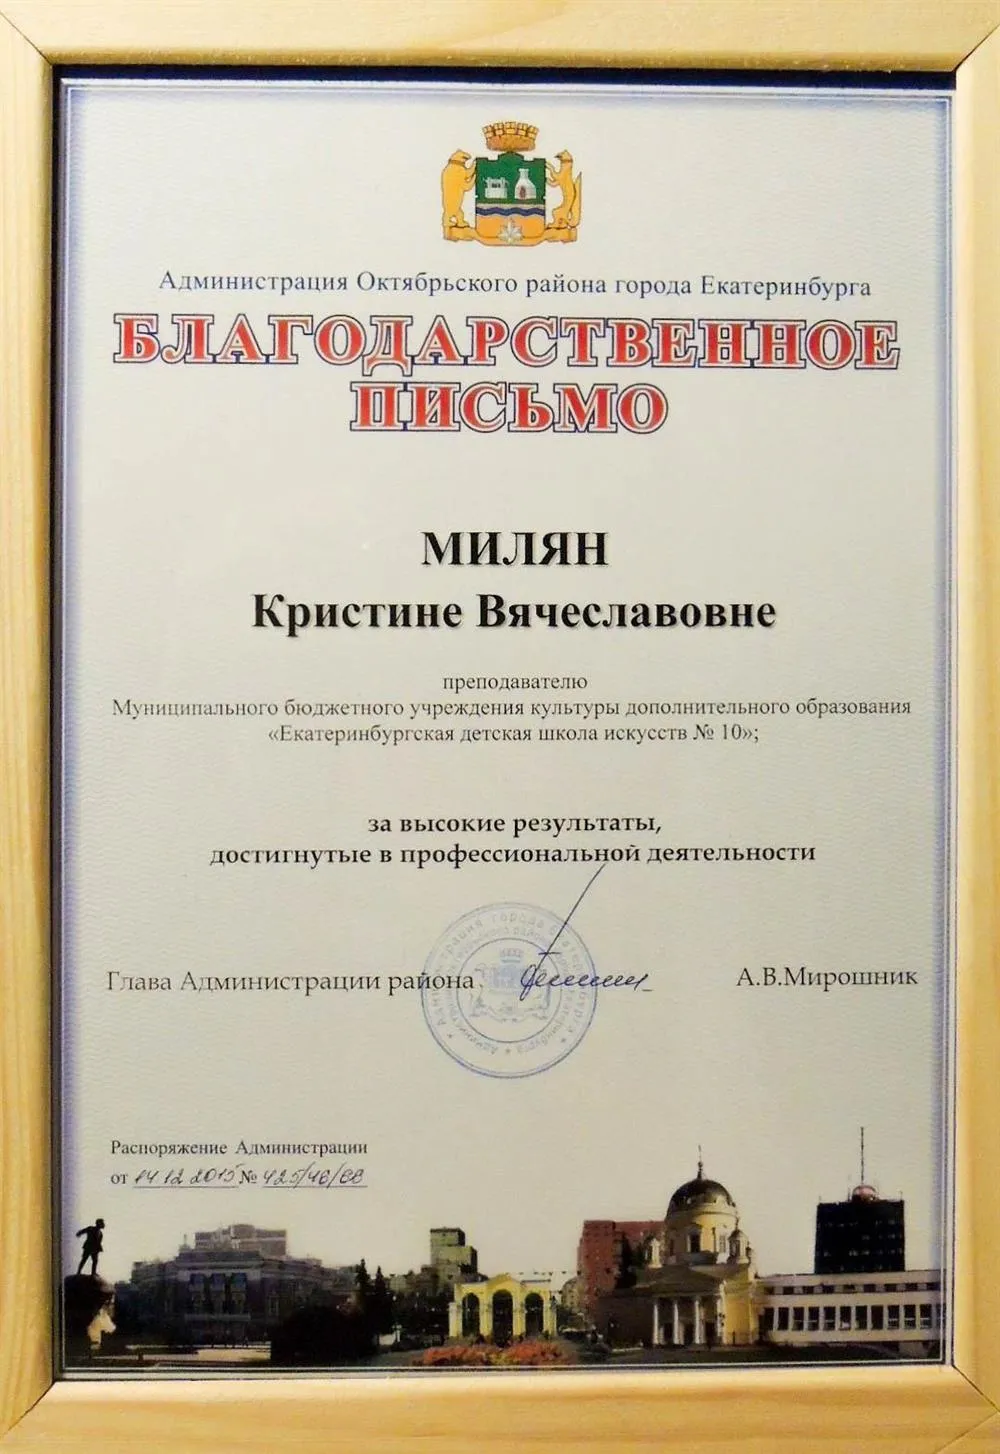 Администрация Октябрьского района города Екатеринбурга
БЛАГОДАРСТВЕННОЕ
ПИСЬМО
МИЛЯН
Кристине Вячеславовне
преподавателю
Муниципального бюджетного учреждения культуры дополнительного образования
«Екатеринбургская детская школа искусств № 10»;
за высокие результаты,
достигнутые в профессиональной деятельности
Глава Администрации района
А.В.Мирошник
Распоряжение Администрации
от 14.12.2015 № 425/46/68